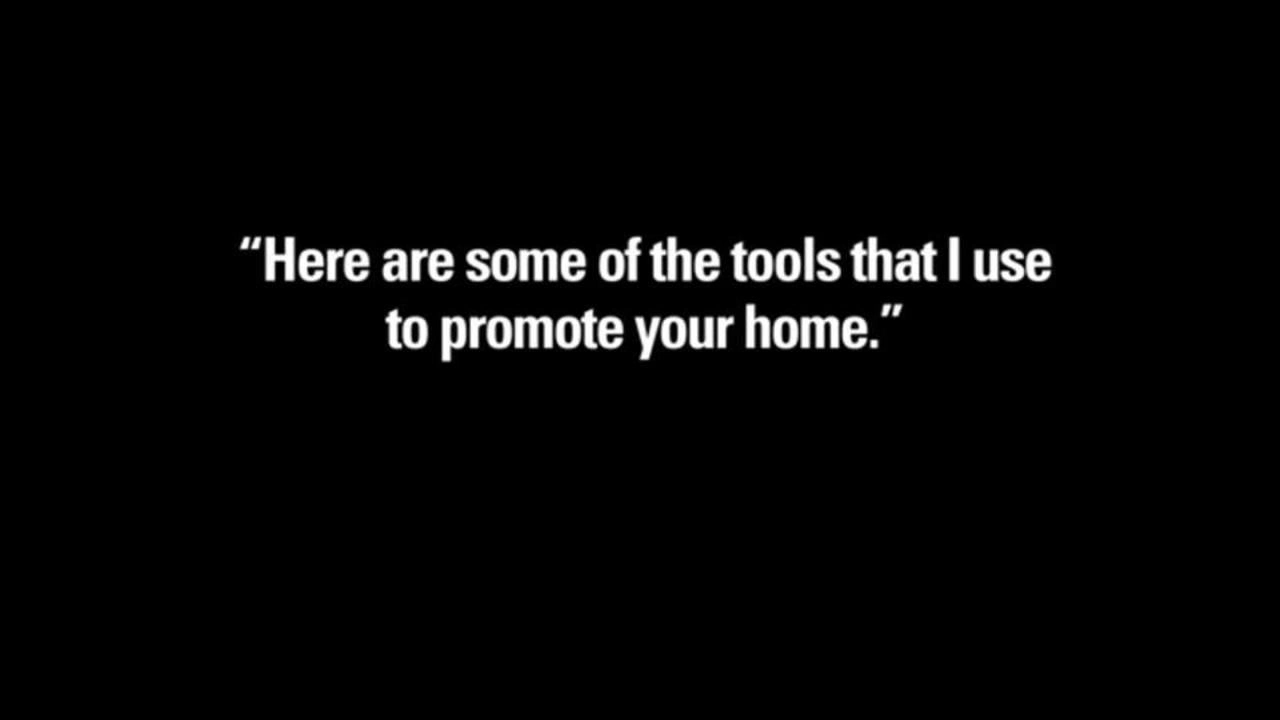 “Here are some of the tools that I use
to promote your home.”